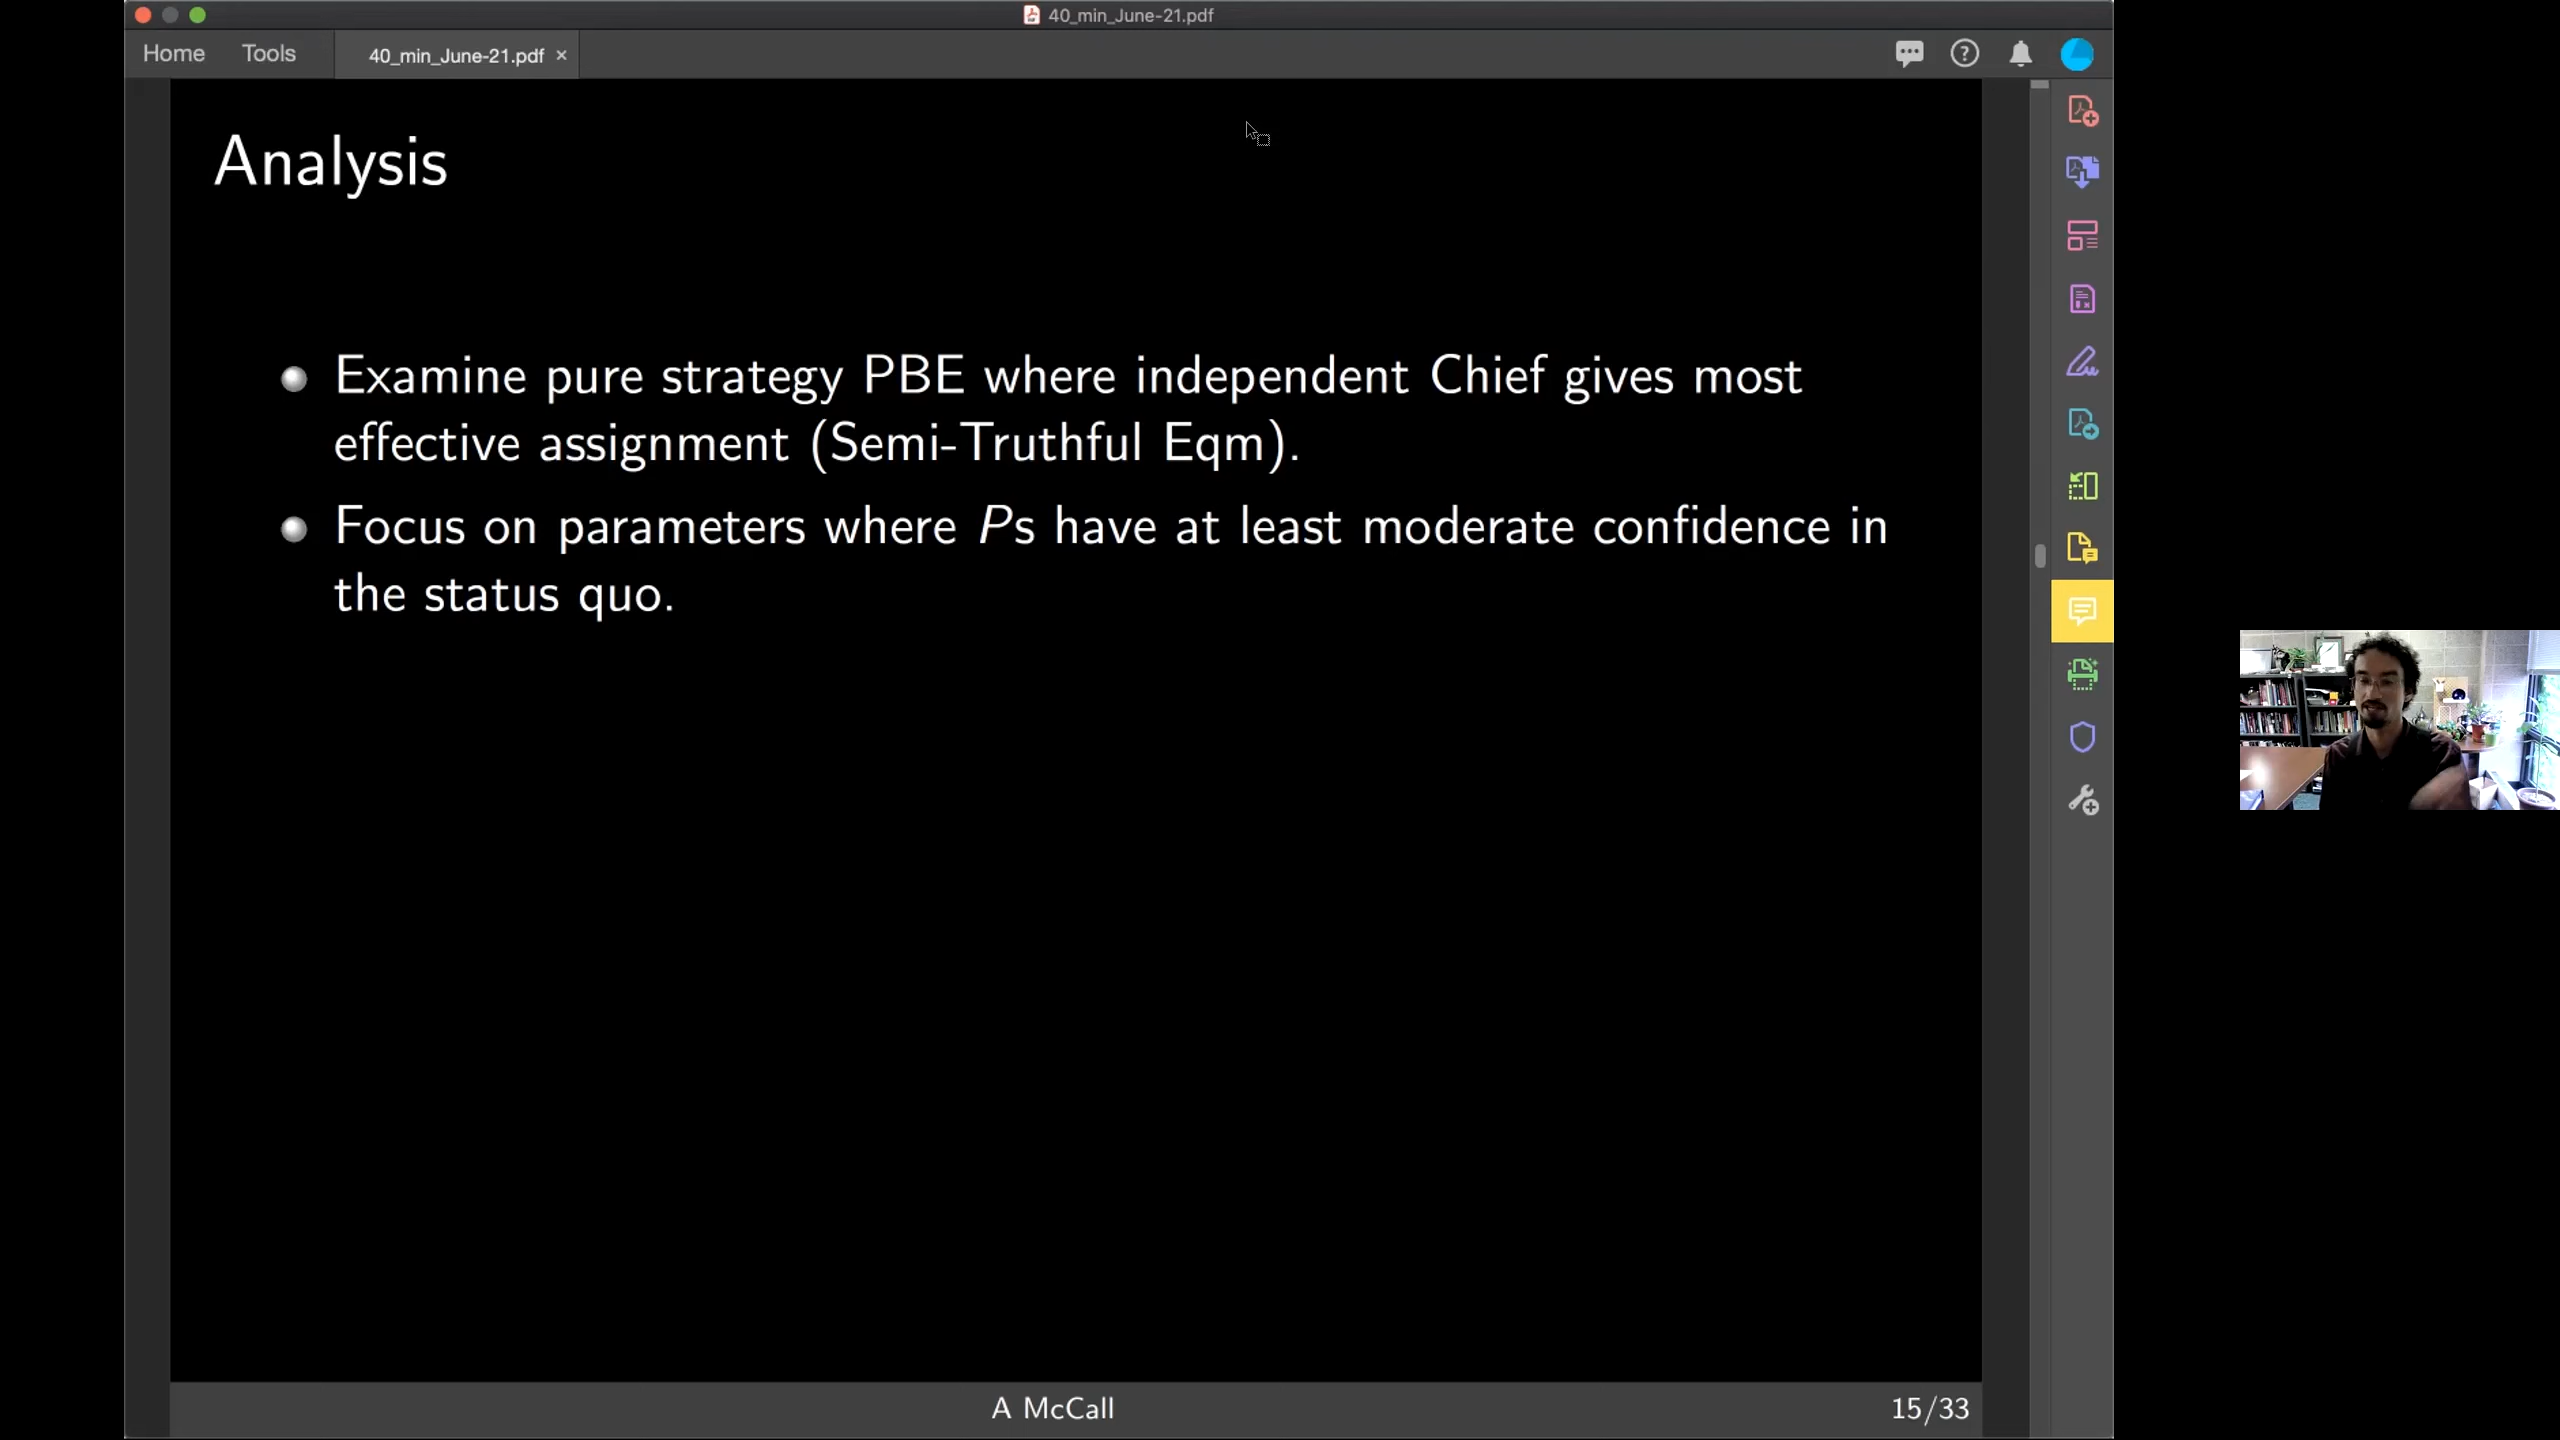 40_min_June-21.pdf
Home Tools 40_min_June-21.pdf ×
Analysis
Examine pure strategy PBE where independent Chief gives most
effective assignment (Semi-Truthful Eqm).
Focus on parameters where Ps have at least moderate confidence in
the status quo.
A McCall 15/33